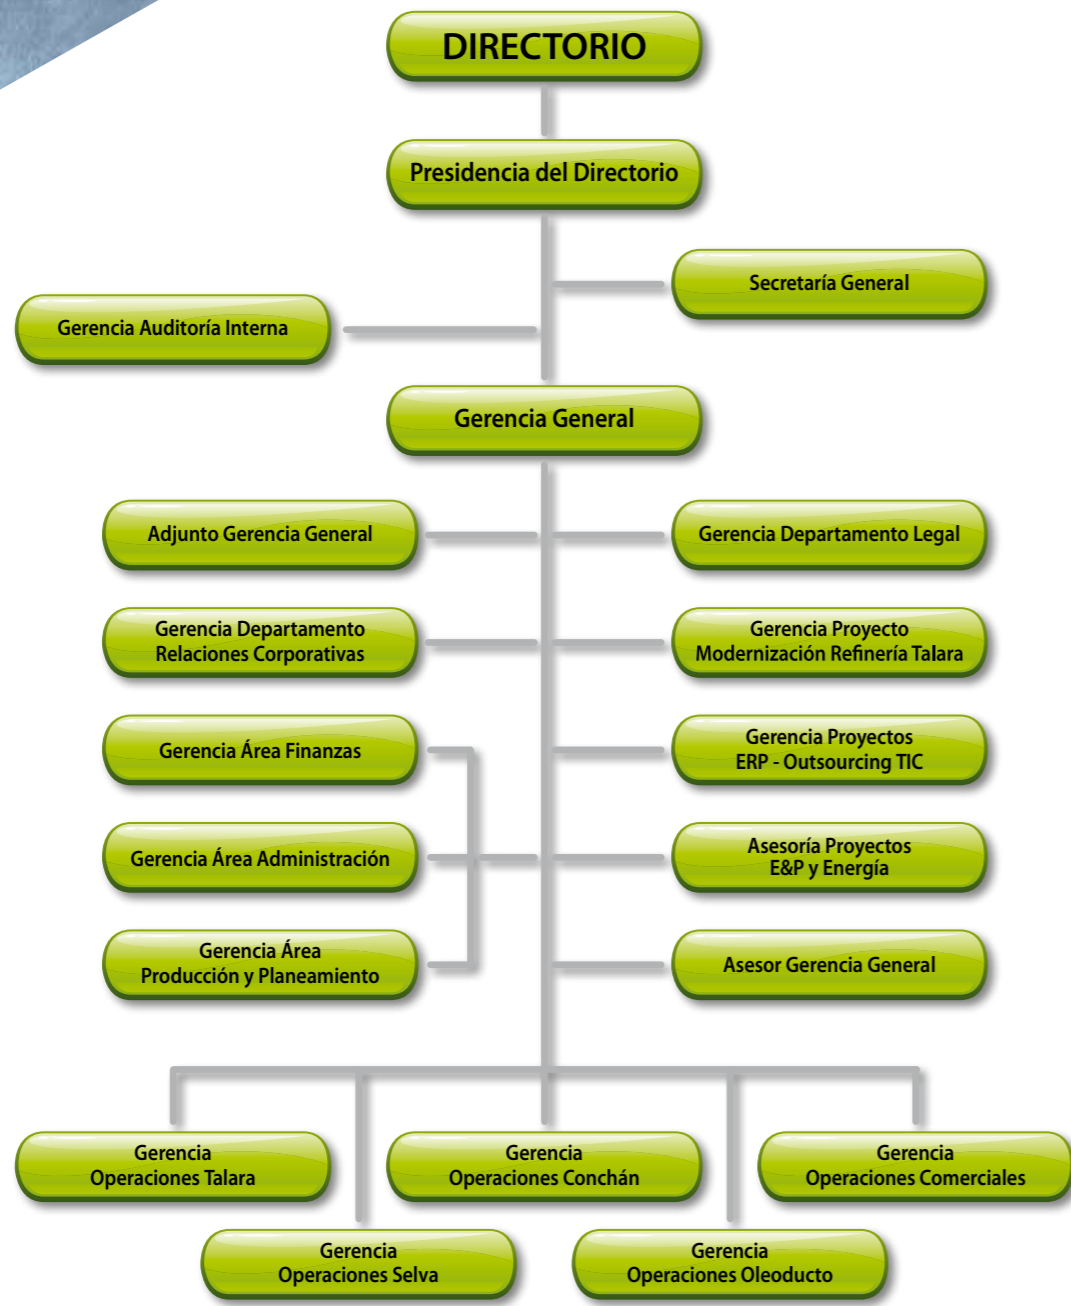 DIRECTORIO
Presidencia del Directorio
Secretaría General
Gerencia Auditoría Interna
Gerencia General
Adjunto Gerencia General
Gerencia Departamento Legal
Gerencia Departamento
Relaciones Corporativas
Gerencia Proyecto
Modernización Refinería Talara
Gerencia Área Finanzas
Gerencia Proyectos
ERP - Outsourcing TIC
Gerencia Área Administración
Asesoría Proyectos
E&P y Energía
Gerencia Área
Producción y Planeamiento
Asesor Gerencia General
Gerencia
Operaciones Talara
Gerencia
Operaciones Conchán
Gerencia
Operaciones Comerciales
Gerencia
Operaciones Selva
Gerencia
Operaciones Oleoducto